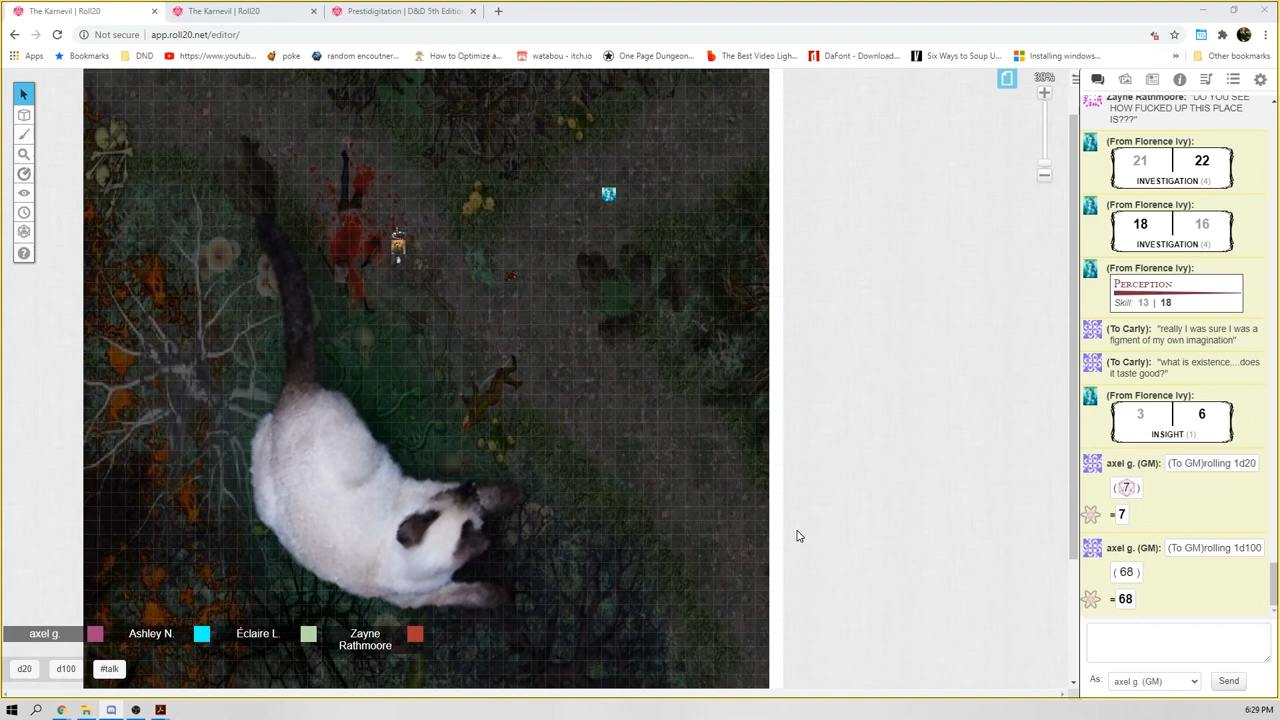 The Karnevil | Roll20
The Karnevil | Roll20
Prestidigitation | D&D 5th Edition
Not secure | app.roll20.net/editor/
Apps
Bookmarks
DND
https://www.youtub...
poke
random encoutner...
How to Optimize a...
watabou - itch.io
One Page Dungeon...
The Best Video Ligh...
DaFont - Download...
Six Ways to Soup U...
Installing windows...
Other bookmarks
Zayne Rathmoore: "DO YOU SEE
HOW FUCKED UP THIS PLACE
IS???"
(From Florence Ivy):
21 22
INVESTIGATION (4)
(From Florence Ivy):
18 16
INVESTIGATION (4)
(From Florence Ivy):
PERCEPTION
Skill: 13 | 18
(To Carly): "really I was sure I was a
figment of my own imagination"
(To Carly): "what is existence....does
it taste good?"
(From Florence Ivy):
3 6
INSIGHT (1)
axel g. (GM): (To GM)rolling 1d20
(7)
=7
axel g. (GM): (To GM)rolling 1d100
(68)
=68
axel g.
Ashley N.
Éclaire L.
Zayne
Rathmoore
d20
d100
#talk
As:
axel g. (GM)
Send
6:29 PM